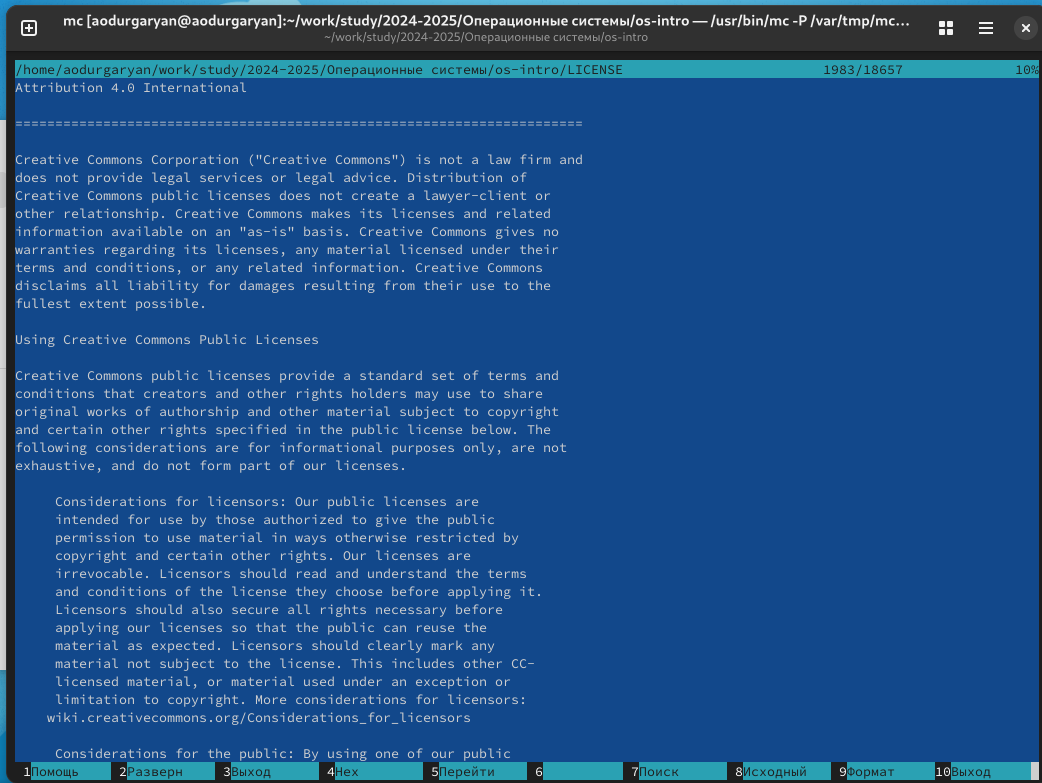 mc [aodurgaryan@aodurgaryan]:~/work/study/2024-2025/Операционные системы/os-intro — /usr/bin/mc -P /var/tmp/mc…
~/work/study/2024-2025/Операционные системы/os-intro
/home/aodurgaryan/work/study/2024-2025/Операционные системы/os-intro/LICENSE 1983/18657 10%
Attribution 4.0 International
=======================================================================
Creative Commons Corporation ("Creative Commons") is not a law firm and
does not provide legal services or legal advice. Distribution of
Creative Commons public licenses does not create a lawyer-client or
other relationship. Creative Commons makes its licenses and related
information available on an "as-is" basis. Creative Commons gives no
warranties regarding its licenses, any material licensed under their
terms and conditions, or any related information. Creative Commons
disclaims all liability for damages resulting from their use to the
fullest extent possible.
Using Creative Commons Public Licenses
Creative Commons public licenses provide a standard set of terms and
conditions that creators and other rights holders may use to share
original works of authorship and other material subject to copyright
and certain other rights specified in the public license below. The
following considerations are for informational purposes only, are not
exhaustive, and do not form part of our licenses.
Considerations for licensors: Our public licenses are
intended for use by those authorized to give the public
permission to use material in ways otherwise restricted by
copyright and certain other rights. Our licenses are
irrevocable. Licensors should read and understand the terms
and conditions of the license they choose before applying it.
Licensors should also secure all rights necessary before
applying our licenses so that the public can reuse the
material as expected. Licensors should clearly mark any
material not subject to the license. This includes other CC-
licensed material, or material used under an exception or
limitation to copyright. More considerations for licensors:
wiki.creativecommons.org/Considerations_for_licensors
Considerations for the public: By using one of our public
1Помощь 2Разверн 3Выход 4Hex 5Перейти 6 7Поиск 8Исходный 9Формат 10Выход